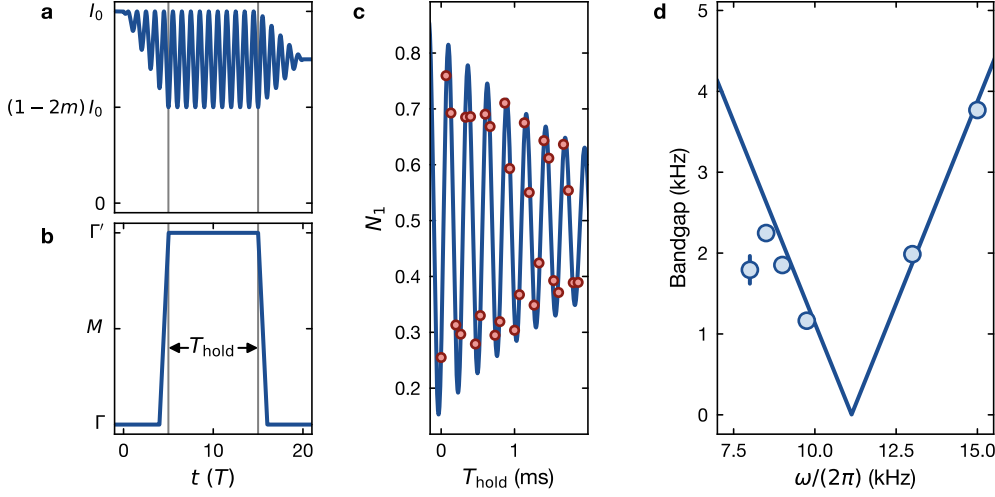 a
I₀
(1 − 2m) I₀
I₀
0
b
Γ′
M
Γ
T_hold
0
10
20
t (T)
c
N₁
0.8
0.7
0.6
0.5
0.4
0.3
0.2
0
1
T_hold (ms)
d
Bandgap (kHz)
5
4
3
2
1
0
7.5
10.0
12.5
15.0
ω/(2π) (kHz)